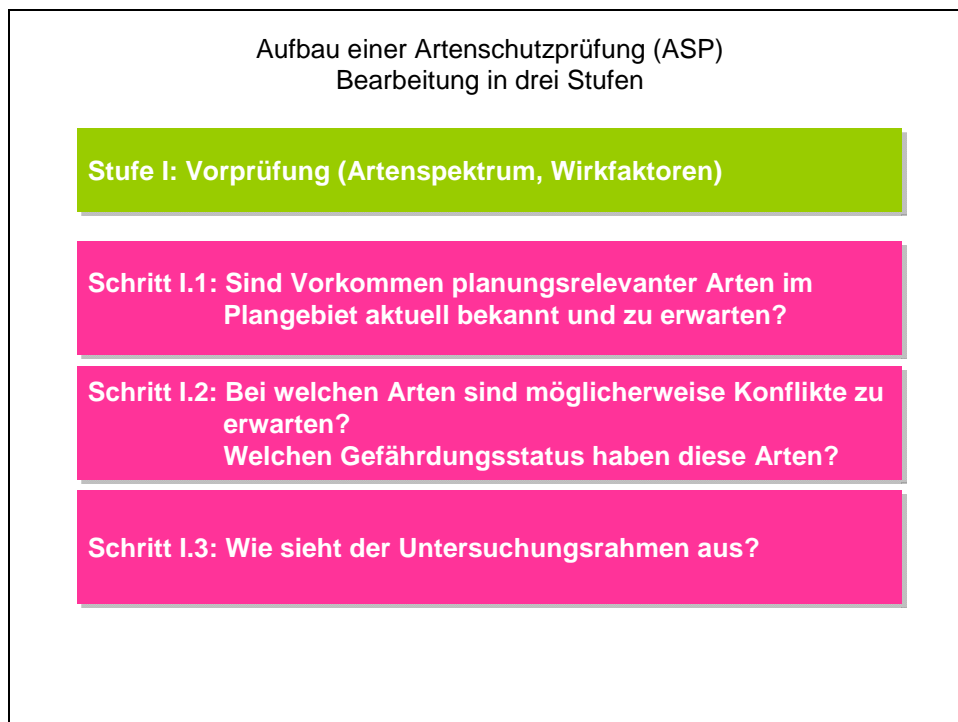 Aufbau einer Artenschutzprüfung (ASP)
Bearbeitung in drei Stufen
Stufe I: Vorprüfung (Artenspektrum, Wirkfaktoren)
Schritt I.1: Sind Vorkommen planungsrelevanter Arten im
Plangebiet aktuell bekannt und zu erwarten?
Schritt I.2: Bei welchen Arten sind möglicherweise Konflikte zu
erwarten?
Welchen Gefährdungsstatus haben diese Arten?
Schritt I.3: Wie sieht der Untersuchungsrahmen aus?